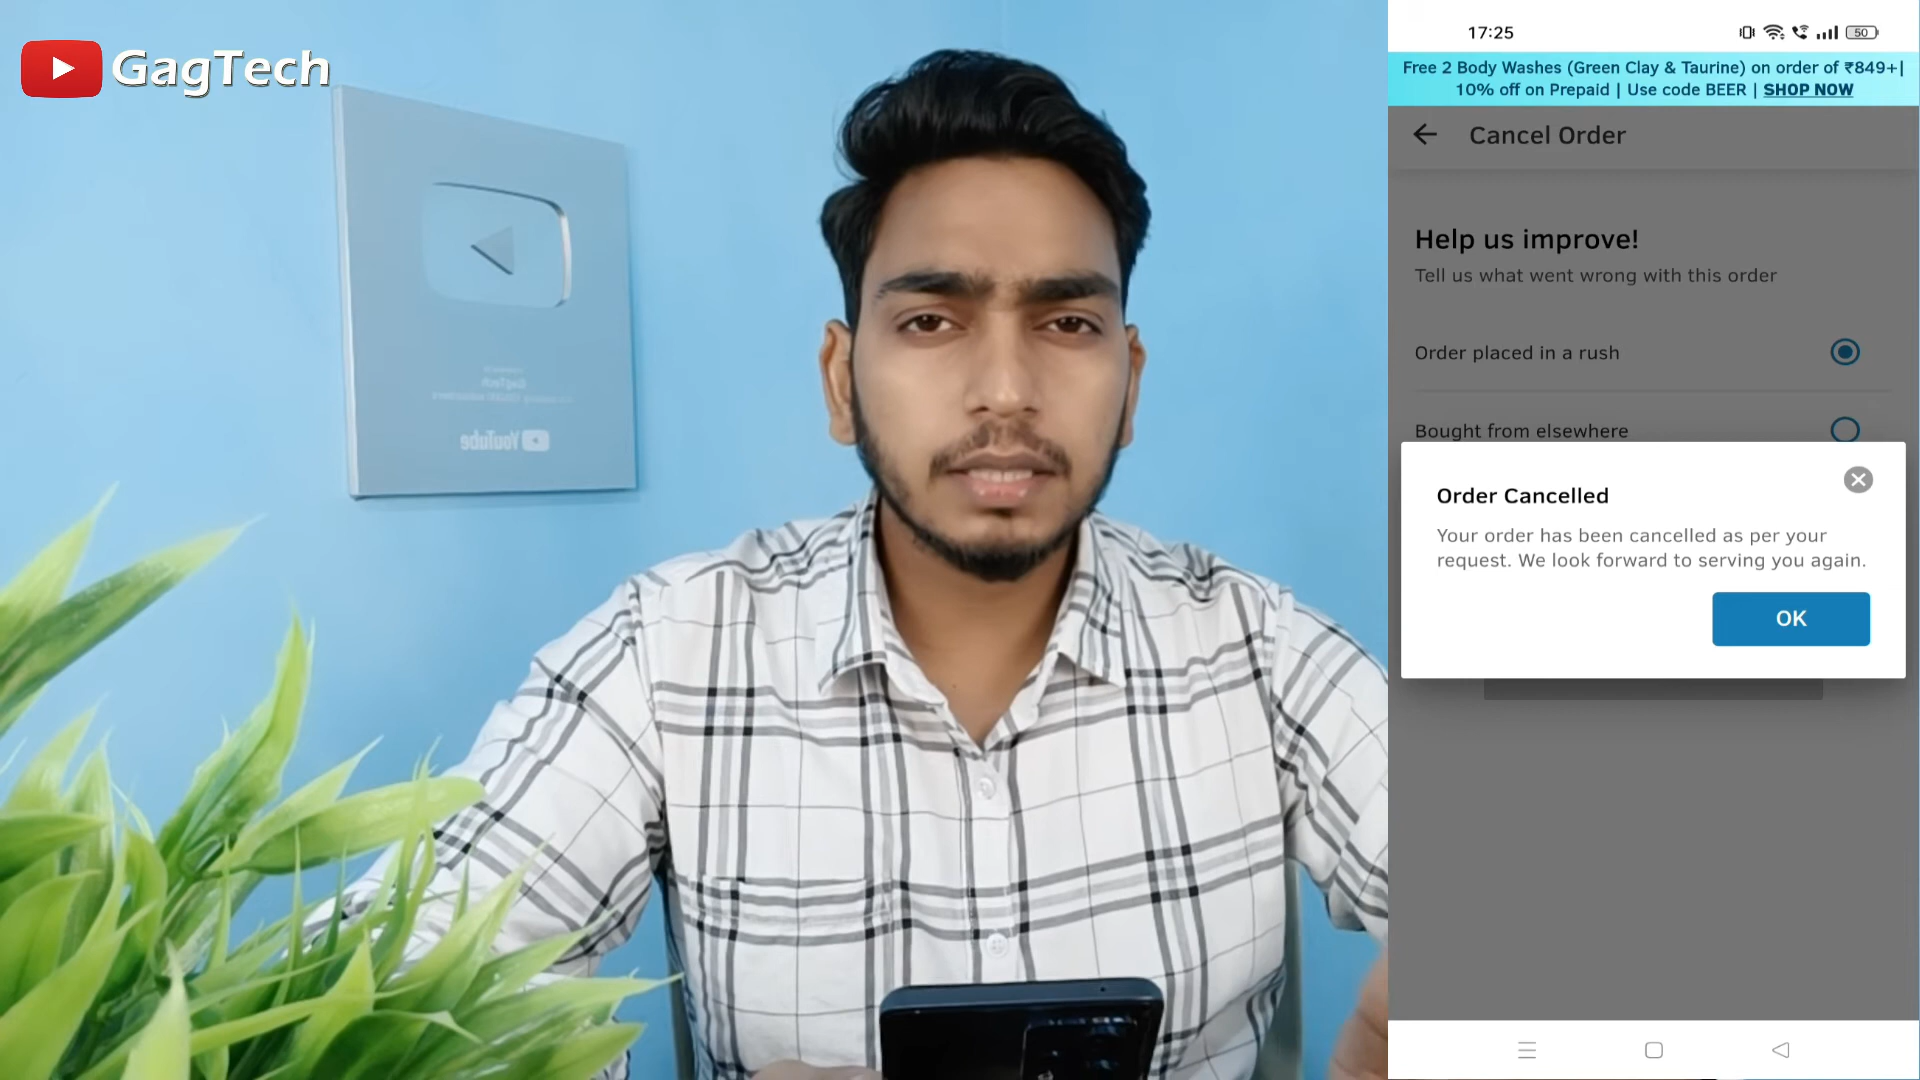 GagTech
YouTube
17:25
50
Free 2 Body Washes (Green Clay & Taurine) on order of ₹849+|
10% off on Prepaid | Use code BEER | SHOP NOW
Cancel Order
Help us improve!
Tell us what went wrong with this order
Order placed in a rush
Bought from elsewhere
Order Cancelled
Your order has been cancelled as per your
request. We look forward to serving you again.
OK